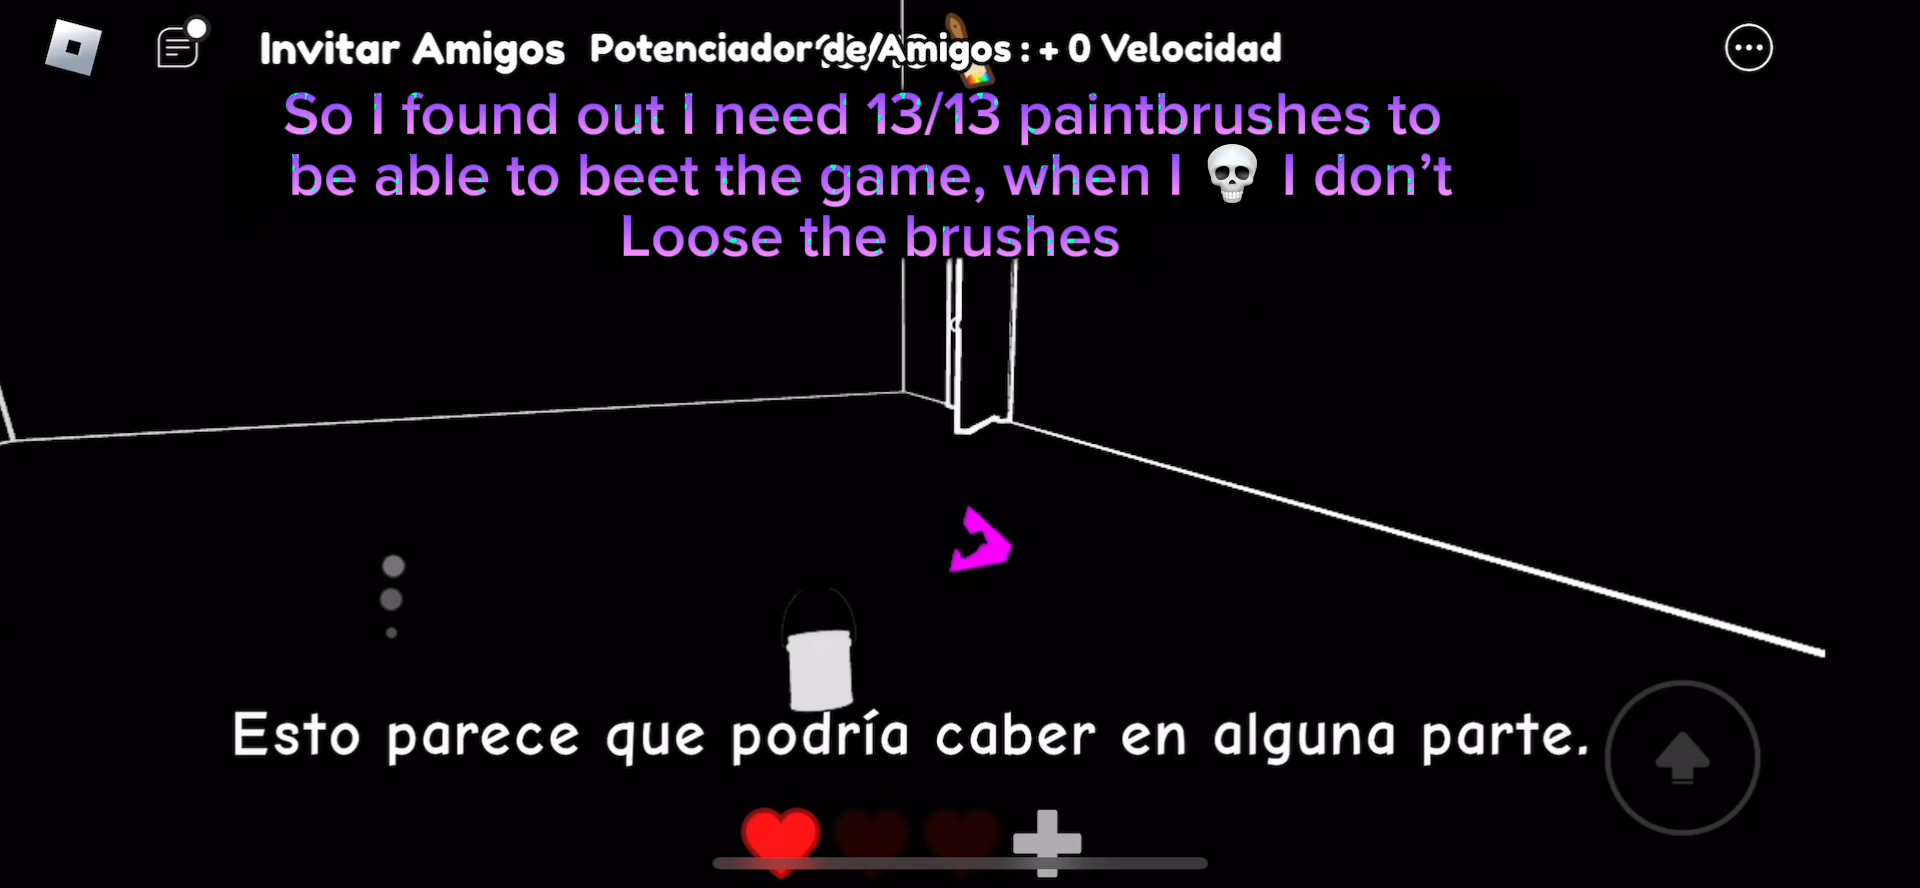 Invitar Amigos Potenciador de Amigos : + 0 Velocidad
So I found out I need 13/13 paintbrushes to
be able to beet the game, when I 💀 I don’t
Loose the brushes
Esto parece que podría caber en alguna parte.